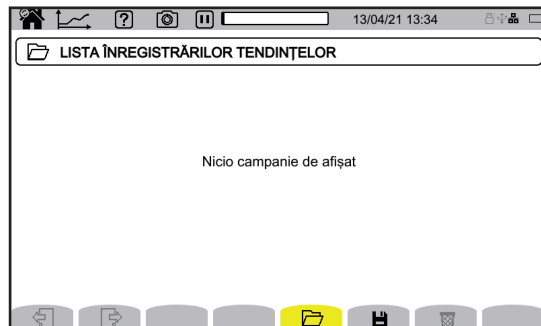 13/04/21 13:34
LISTA ÎNREGISTRĂRILOR TENDINȚELOR
Nicio campanie de afișat